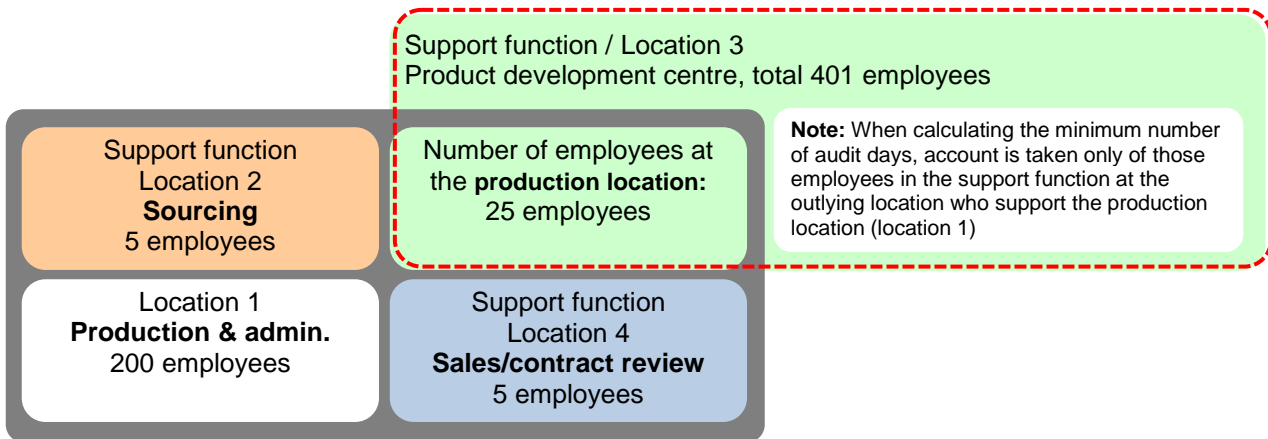 Support function / Location 3
Product development centre, total 401 employees
Support function
Location 2
Sourcing
5 employees
Number of employees at
the production location:
25 employees
Note: When calculating the minimum number
of audit days, account is taken only of those
employees in the support function at the
outlying location who support the production
location (location 1)
Location 1
Production & admin.
200 employees
Support function
Location 4
Sales/contract review
5 employees